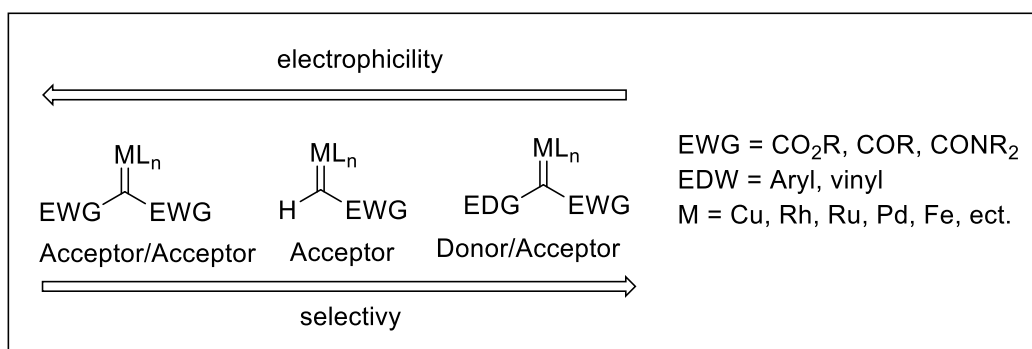 electrophicility
MLn MLn MLn
EWG EWG H EWG EDG EWG
Acceptor/Acceptor Acceptor Donor/Acceptor
selectivy
EWG = CO2R, COR, CONR2
EDW = Aryl, vinyl
M = Cu, Rh, Ru, Pd, Fe, ect.